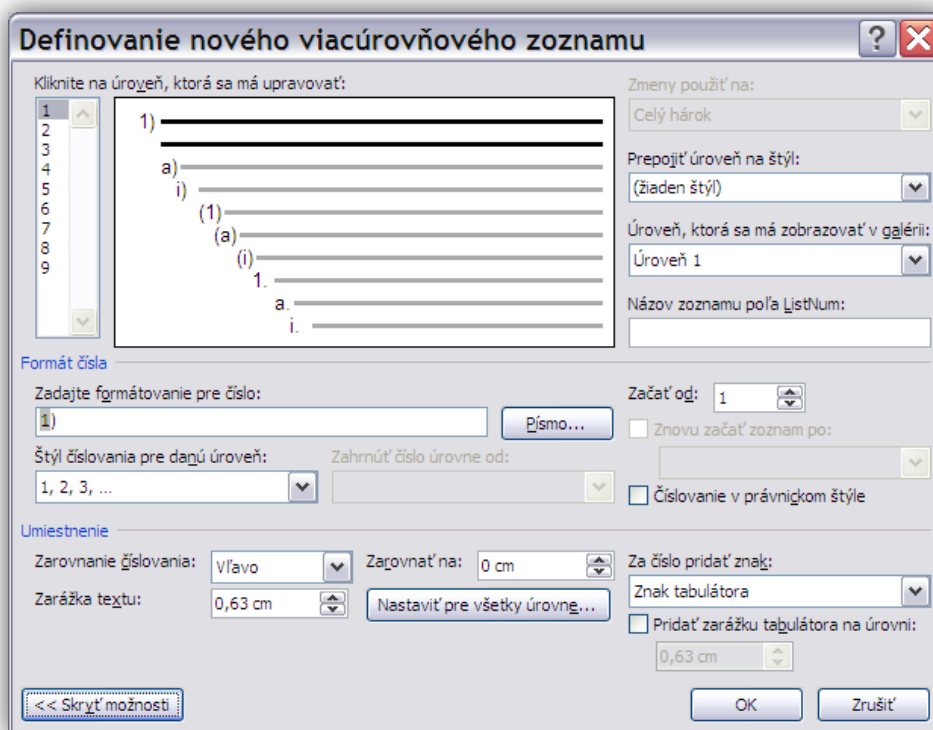 Definovanie nového viacúrovňového zoznamu
Kliknite na úroveň, ktorá sa má upravovať:
1
2
3
4
5
6
7
8
9
1)
a)
i)
(1)
(a)
(i)
1.
a.
i.
Zmeny použiť na:
Celý hárok
Prepojiť úroveň na štýl:
(žiaden štýl)
Úroveň, ktorá sa má zobrazovať v galérii:
Úroveň 1
Názov zoznamu poľa ListNum:
Formát čísla
Zadajte formátovanie pre číslo:
1)
Písmo...
Začať od:
1
Znovu začať zoznam po:
Štýl číslovania pre danú úroveň:
1, 2, 3, ...
Zahrnúť číslo úrovne od:
Číslovanie v právnickom štýle
Umiestnenie
Zarovnanie číslovania:
Vľavo
Zarovnať na:
0 cm
Za číslo pridať znak:
Znak tabulátora
Zarážka textu:
0,63 cm
Nastaviť pre všetky úrovne...
Pridať zarážku tabulátora na úrovni:
0,63 cm
<< Skryť možnosti
OK
Zrušiť